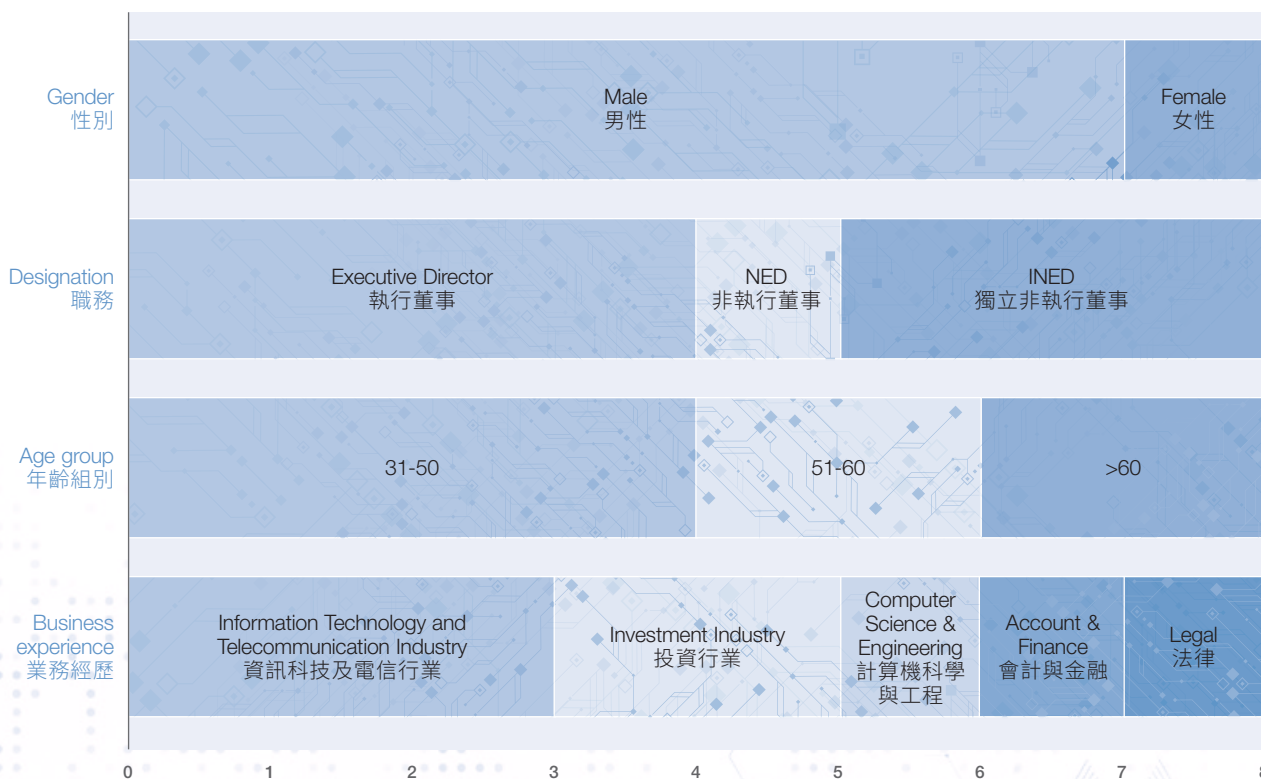 Gender
性別
Male
男性
Female
女性
Designation
職務
Executive Director
執行董事
NED
非執行董事
INED
獨立非執行董事
Age group
年齡組別
31-50
51-60
>60
Business
experience
業務經歷
Information Technology and
Telecommunication Industry
資訊科技及電信行業
Investment Industry
投資行業
Computer
Science &
Engineering
計算機科學
與工程
Account &
Finance
會計與金融
Legal
法律
0 1 2 3 4 5 6 7 8